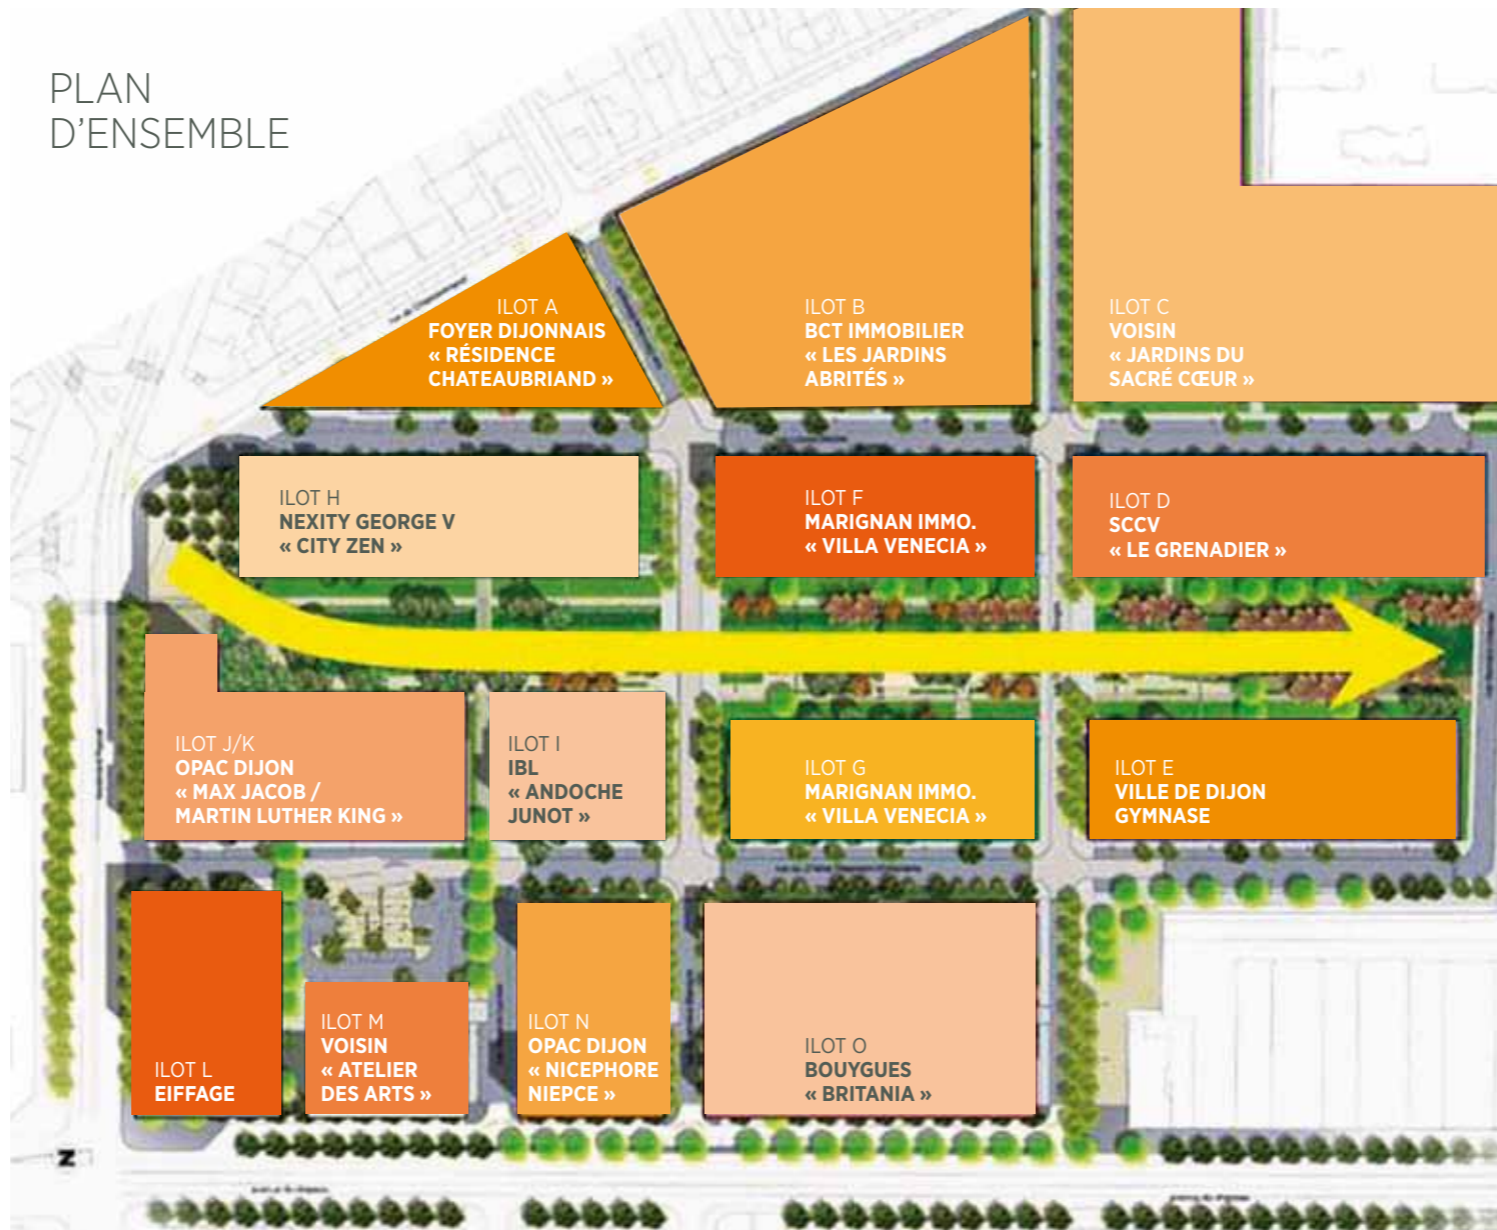 PLAN
D'ENSEMBLE
ILOT A
FOYER DIJONNAIS
« RÉSIDENCE
CHATEAUBRIAND »
ILOT B
BCT IMMOBILIER
« LES JARDINS
ABRITÉS »
ILOT C
VOISIN
« JARDINS DU
SACRÉ CŒUR »
ILOT H
NEXITY GEORGE V
« CITY ZEN »
ILOT F
MARIGNAN IMMO.
« VILLA VENECIA »
ILOT D
SCCV
« LE GRENADIER »
ILOT J/K
OPAC DIJON
« MAX JACOB /
MARTIN LUTHER KING »
ILOT I
IBL
« ANDOCHE
JUNOT »
ILOT G
MARIGNAN IMMO.
« VILLA VENECIA »
ILOT E
VILLE DE DIJON
GYMNASE
ILOT L
EIFFAGE
ILOT M
VOISIN
« ATELIER
DES ARTS »
ILOT N
OPAC DIJON
« NICEPHORE
NIEPCE »
ILOT O
BOUYGUES
« BRITANIA »
N